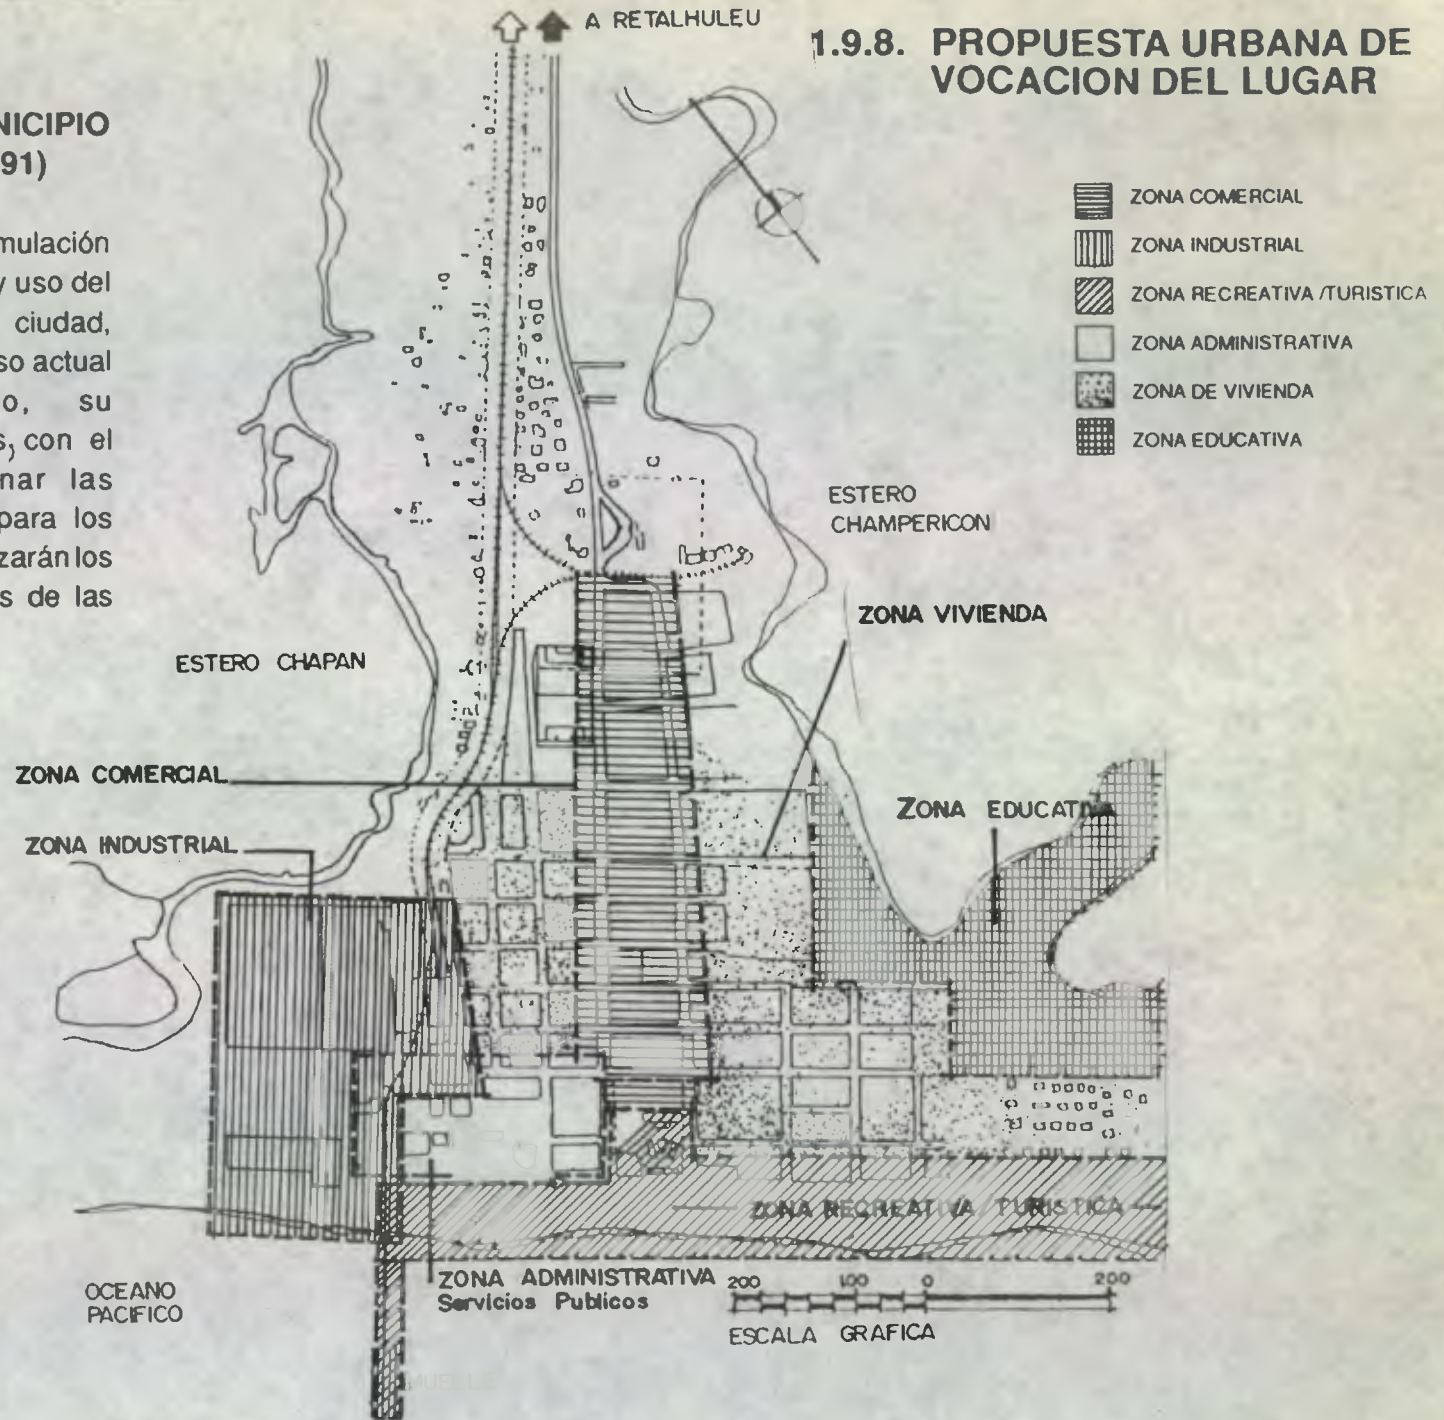 A RETALHULEU
1.9.8. PROPUESTA URBANA DE
VOCACION DEL LUGAR
NICIPIO
91)
mulación
y uso del
ciudad,
so actual
o, su
s, con el
nar las
para los
zarán los
s de las
ZONA COMERCIAL
ZONA INDUSTRIAL
ZONA RECREATIVA /TURISTICA
ZONA ADMINISTRATIVA
ZONA DE VIVIENDA
ZONA EDUCATIVA
ESTERO
CHAMPERICON
ZONA VIVIENDA
ESTERO CHAPAN
ZONA COMERCIAL
ZONA EDUCATIVA
ZONA INDUSTRIAL
ZONA RECREATIVA / TURISTICA
OCEANO
PACIFICO
ZONA ADMINISTRATIVA
Servicios Publicos
200 100 0 200
ESCALA GRAFICA
MUELLE